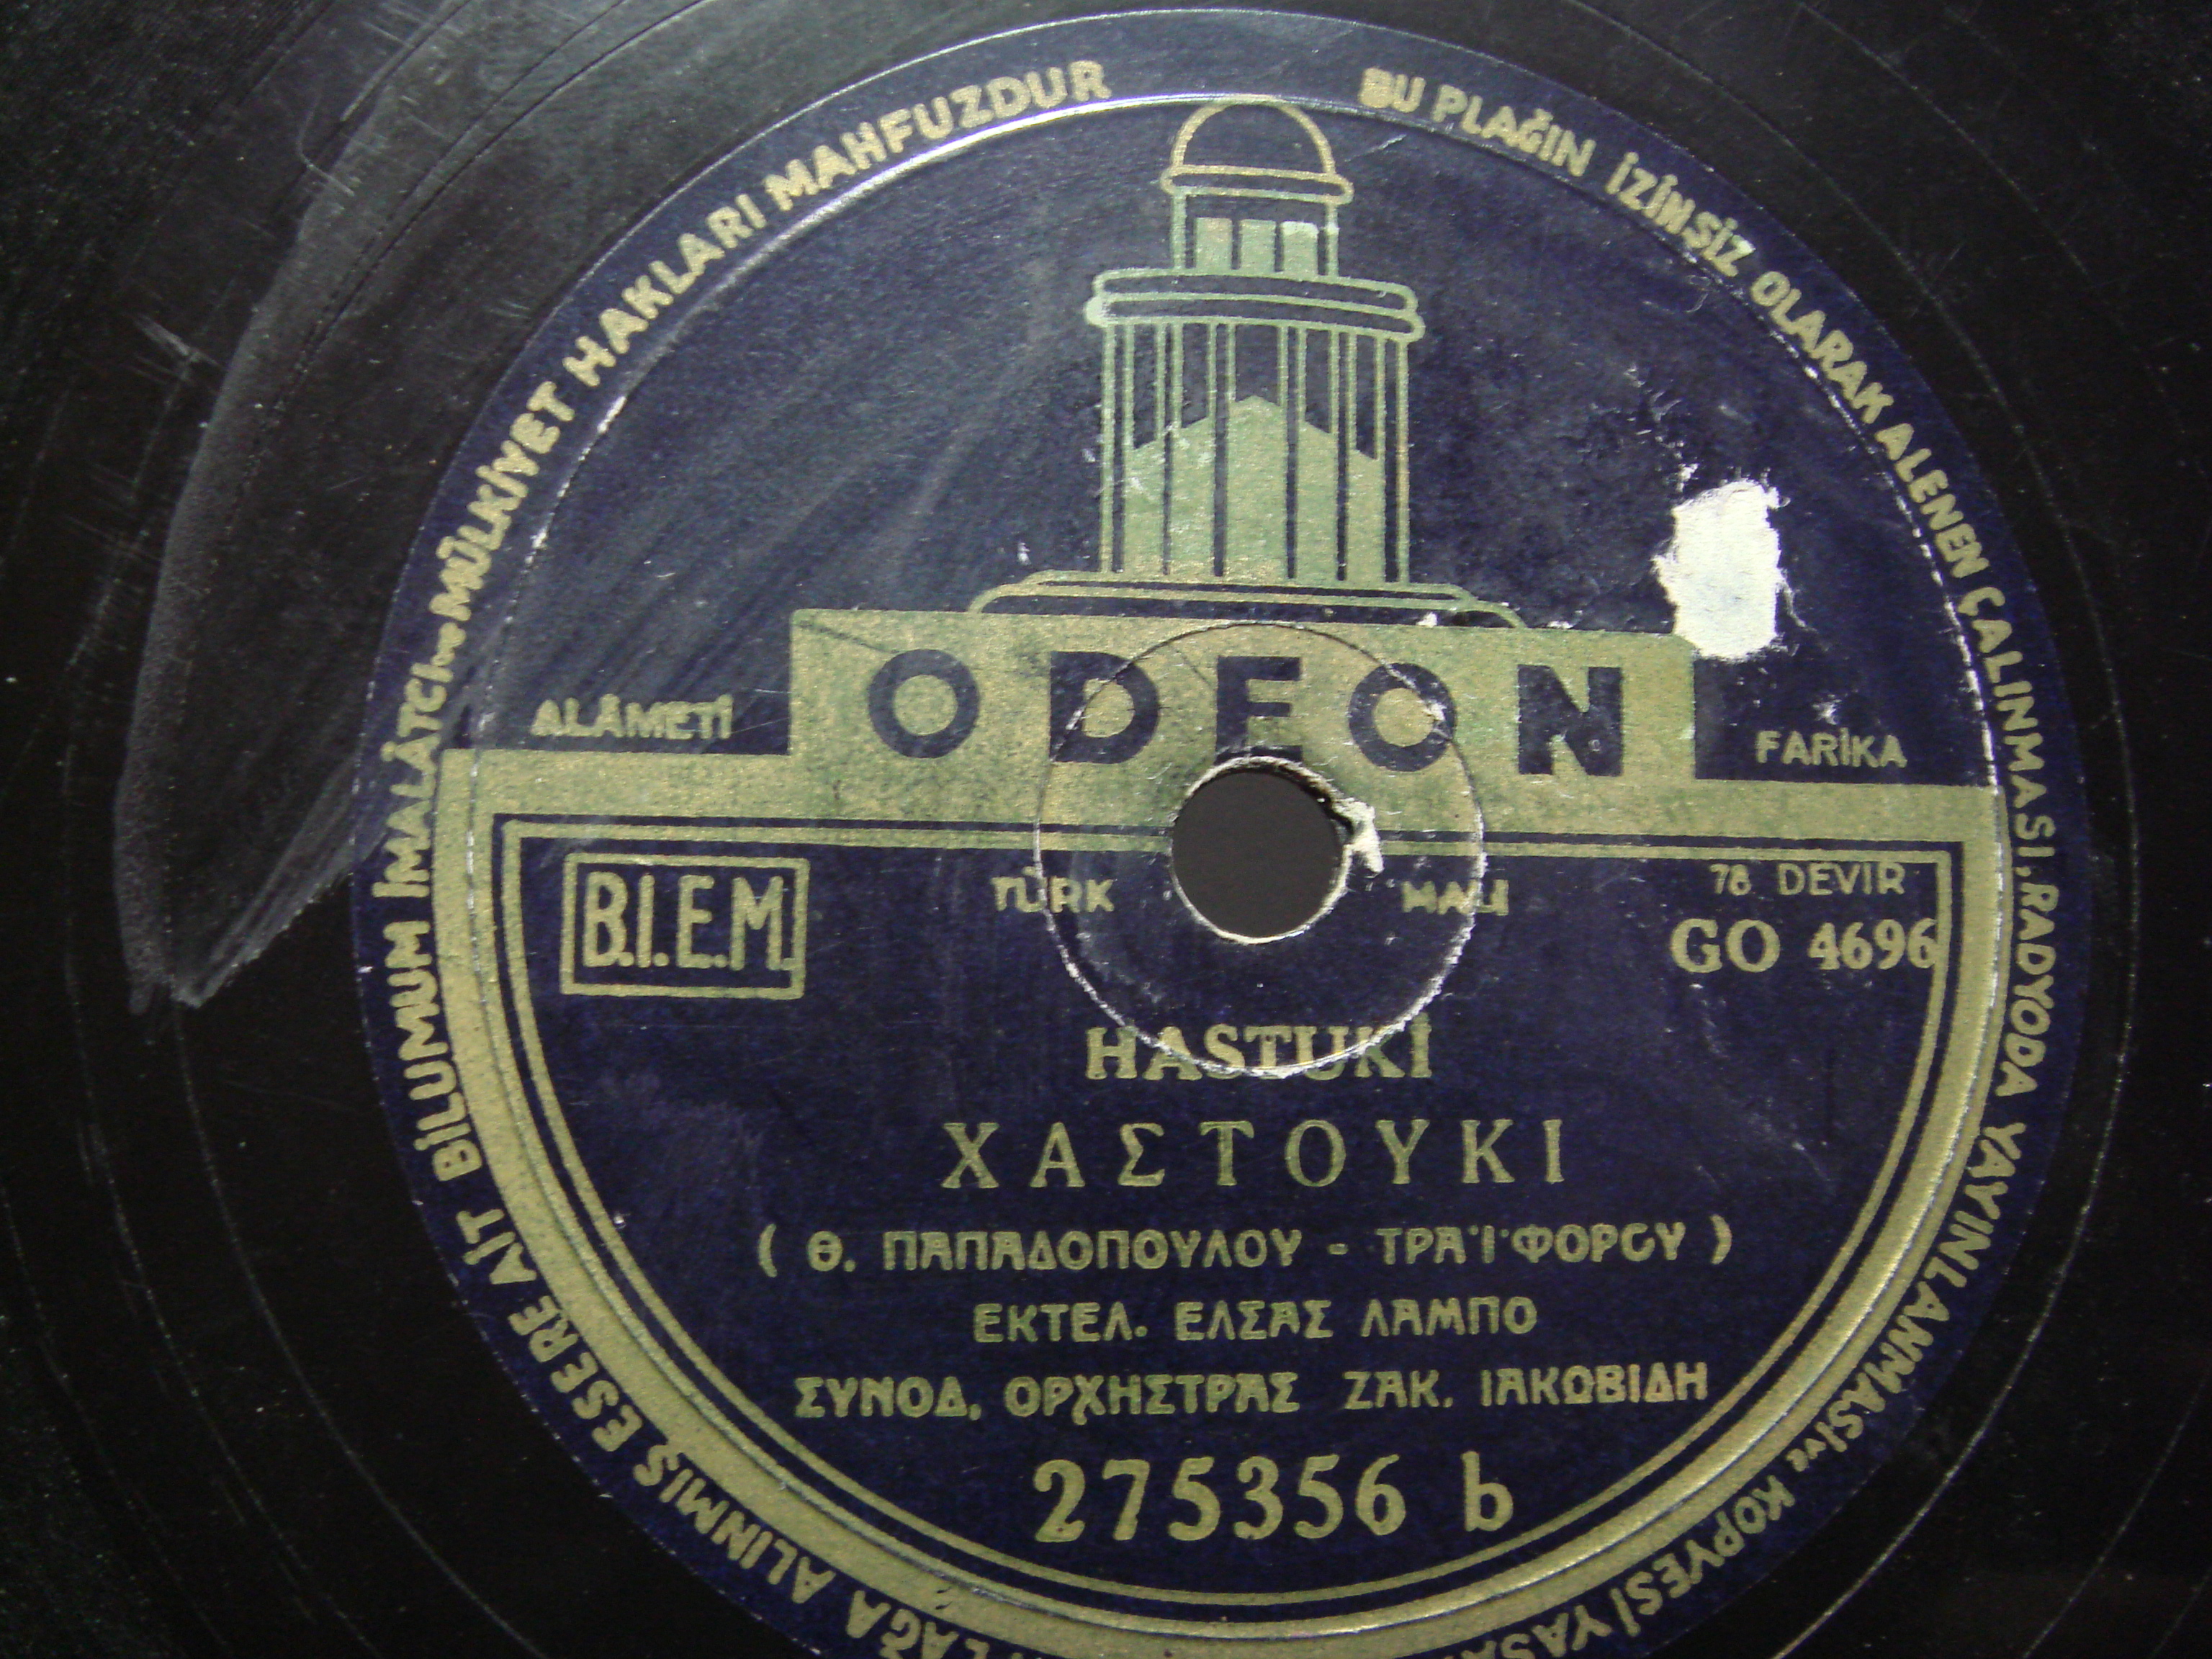 BİLUMUM İMALÂTCI ve MÜLKİYET HAKLARI MAHFUZDUR
BU PLAĞIN İZİNSİZ OLARAK ALENEN ÇALINMASI, RADYODA YAYINLANMASI ve KOPYESİ
ALINMIŞ ESERE AİT
ALÂMETİ
ODEON
FARİKA
B.I.E.M.
TÜRK MALI
78 DEVIR
GO 4696
HASTUKİ
ΧΑΣΤΟΥΚΙ
( Θ. ΠΑΠΑΔΟΠΟΥΛΟΥ - ΤΡΑ'Ι'ΦΟΡΟΥ )
ΕΚΤΕΛ. ΕΛΣΑΣ ΛΑΜΠΟ
ΣΥΝΟΔ. ΟΡΧΗΣΤΡΑΣ ΖΑΚ. ΙΑΚΩΒΙΔΗ
275356 b